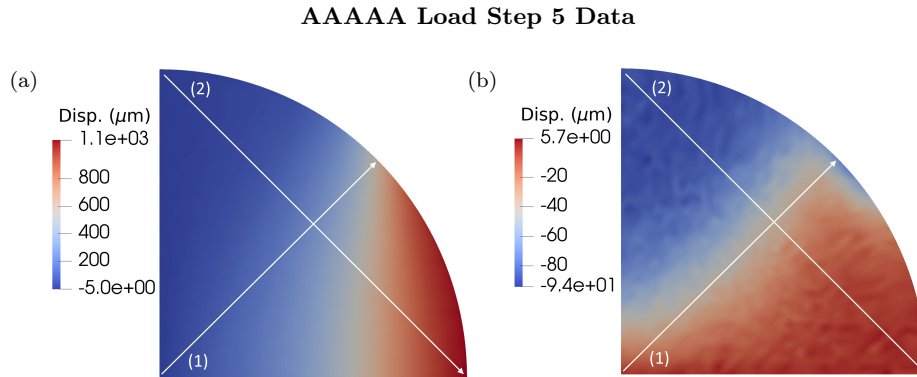 AAAAA Load Step 5 Data
(a)
Disp. (μm)
1.1e+03
800
600
400
200
-5.0e+00
(2)
(1)
(b)
Disp. (μm)
5.7e+00
-20
-40
-60
-80
-9.4e+01
(2)
(1)